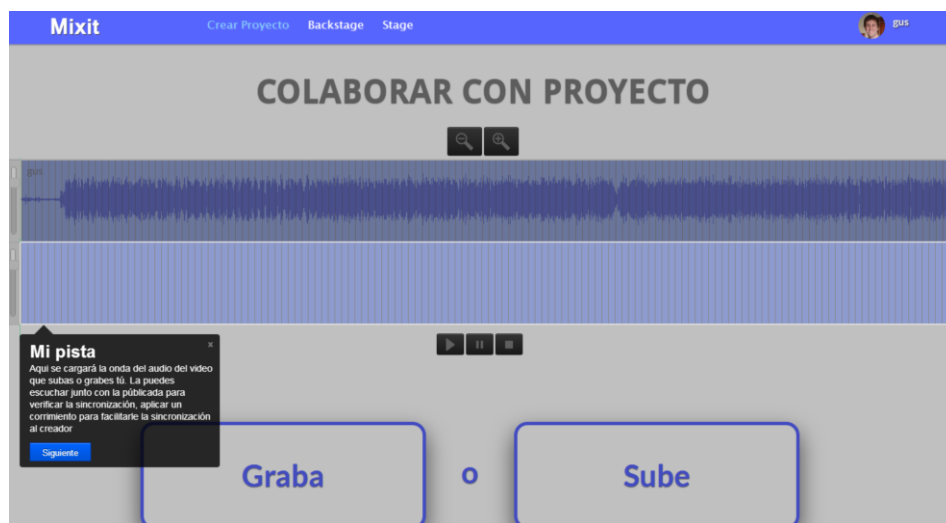 Mixit
Crear Proyecto Backstage Stage
gus
COLABORAR CON PROYECTO
gus
Mi pista
x
Aqui se cargará la onda del audio del video
que subas o grabes tú. La puedes
escuchar junto con la públicada para
verificar la sincronización, aplicar un
corrimiento para facilitarle la sincronización
al creador
Siguiente
Graba
o
Sube